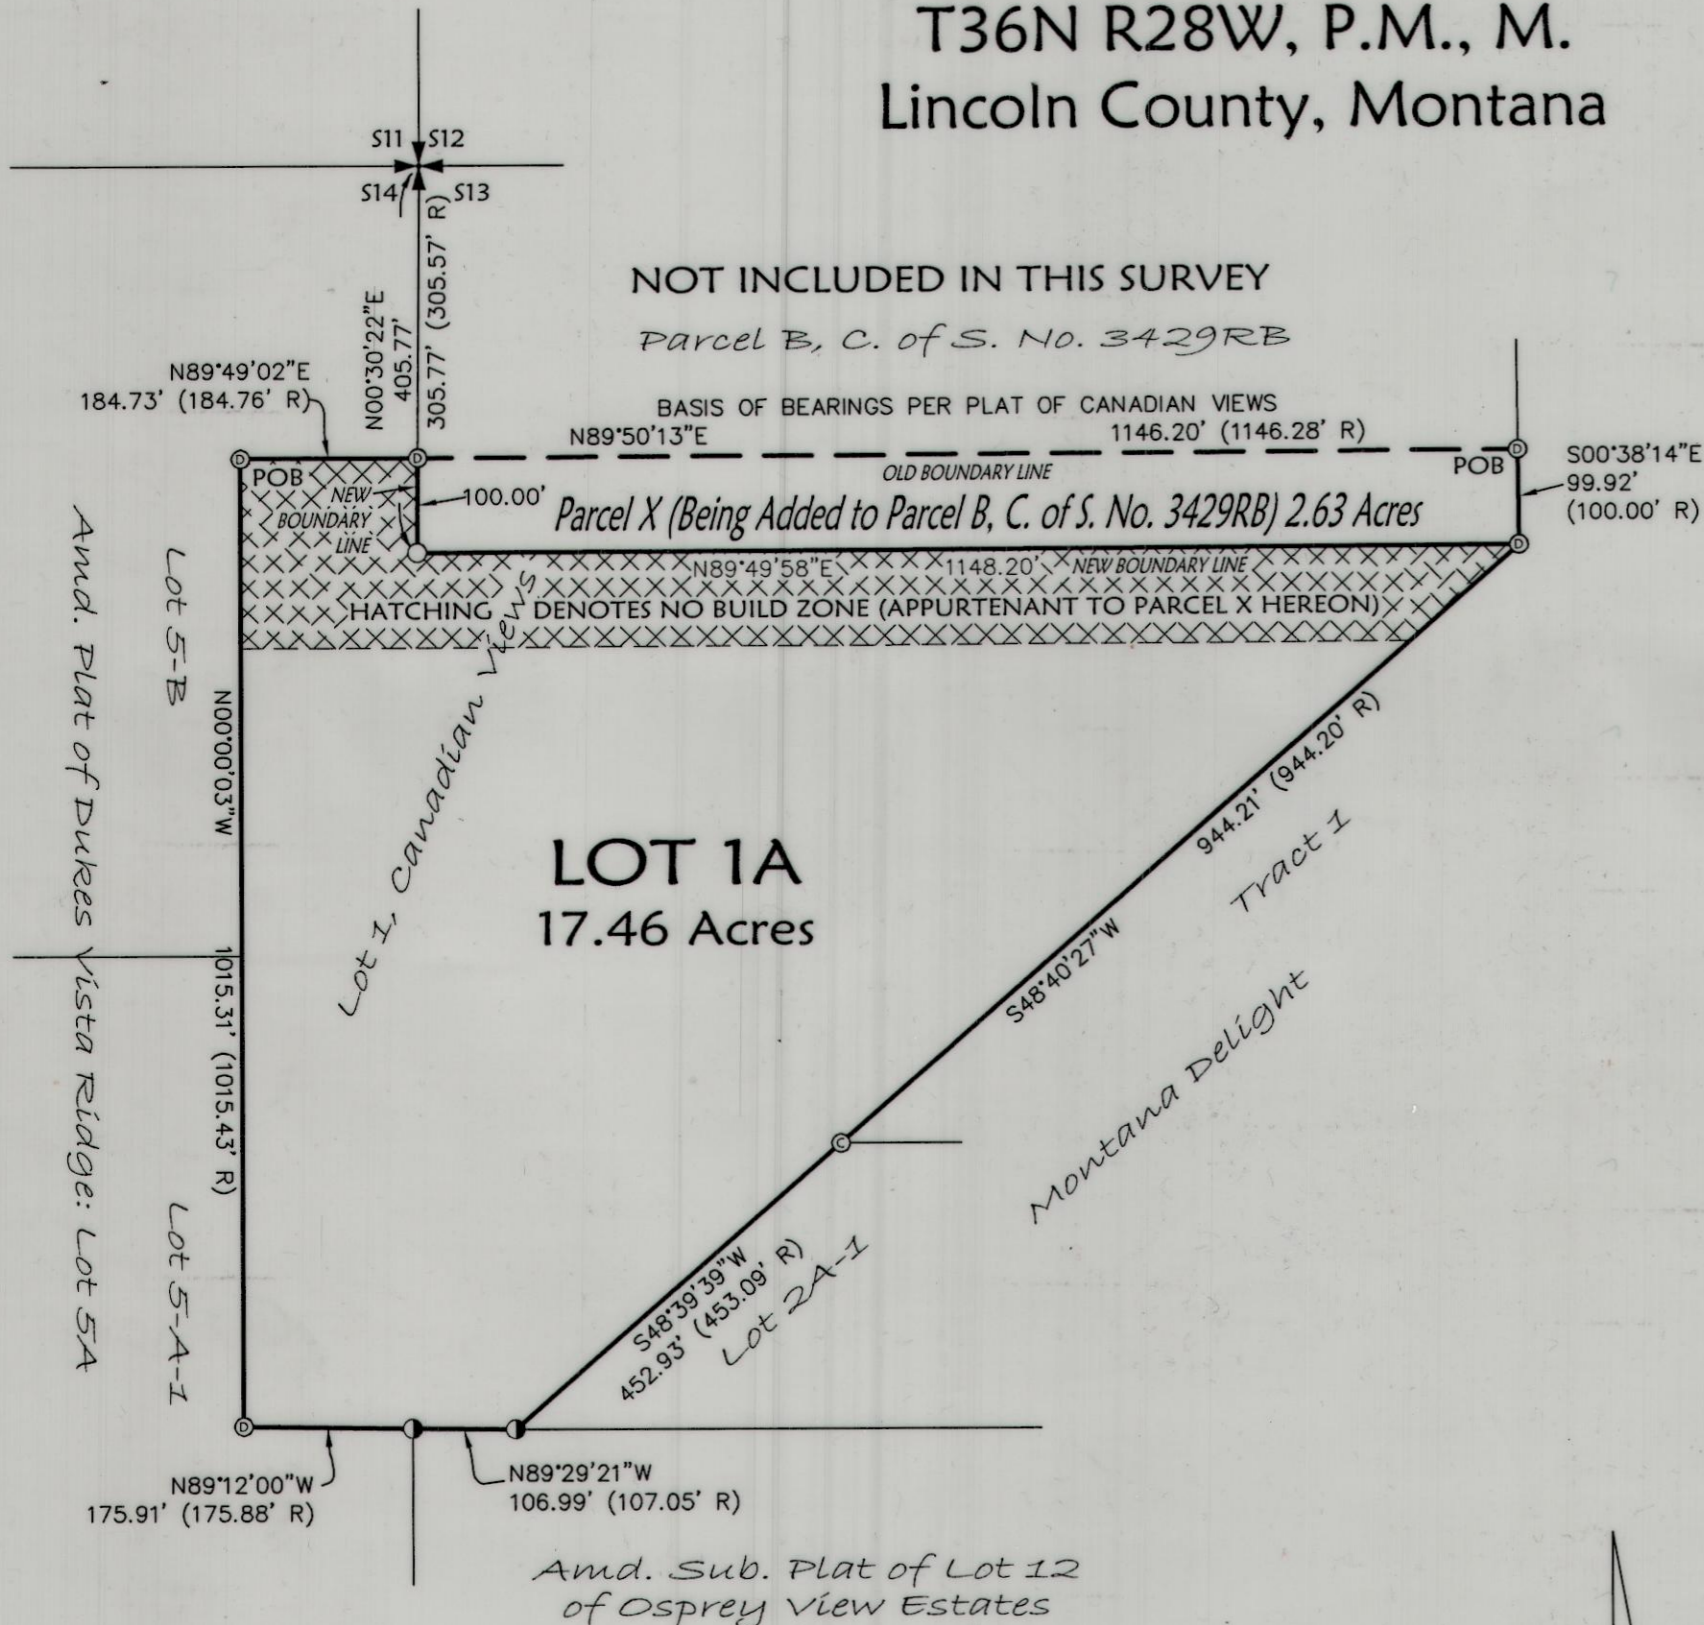 T36N R28W, P.M., M.
Lincoln County, Montana
S11 S12
S14 S13
N00°30'22"E
405.77'
305.77' (305.57' R)
NOT INCLUDED IN THIS SURVEY
Parcel B, C. of S. No. 3429RB
N89°49'02"E
184.73' (184.76' R)
BASIS OF BEARINGS PER PLAT OF CANADIAN VIEWS
N89°50'13"E 1146.20' (1146.28' R)
D D D
POB OLD BOUNDARY LINE POB
S00°38'14"E
99.92'
(100.00' R)
NEW
BOUNDARY
LINE
100.00'
Parcel X (Being Added to Parcel B, C. of S. No. 3429RB) 2.63 Acres
D
N89°49'58"E 1148.20' NEW BOUNDARY LINE
HATCHING DENOTES NO BUILD ZONE (APPURTENANT TO PARCEL X HEREON)
Amd. Plat of Dukes Vista Ridge: Lot 5A
Lot 5-B
Lot 5-A-1
N00°00'03"W
1015.31' (1015.43' R)
Lot 1, Canadian Views
LOT 1A
17.46 Acres
944.21' (944.20' R)
S48°40'27"W
Tract 1
Montana Delight
C
S48°39'39"W
452.93' (453.09' R)
Lot 2A-1
D
N89°12'00"W
175.91' (175.88' R)
N89°29'21"W
106.99' (107.05' R)
Amd. Sub. Plat of Lot 12
of Osprey View Estates